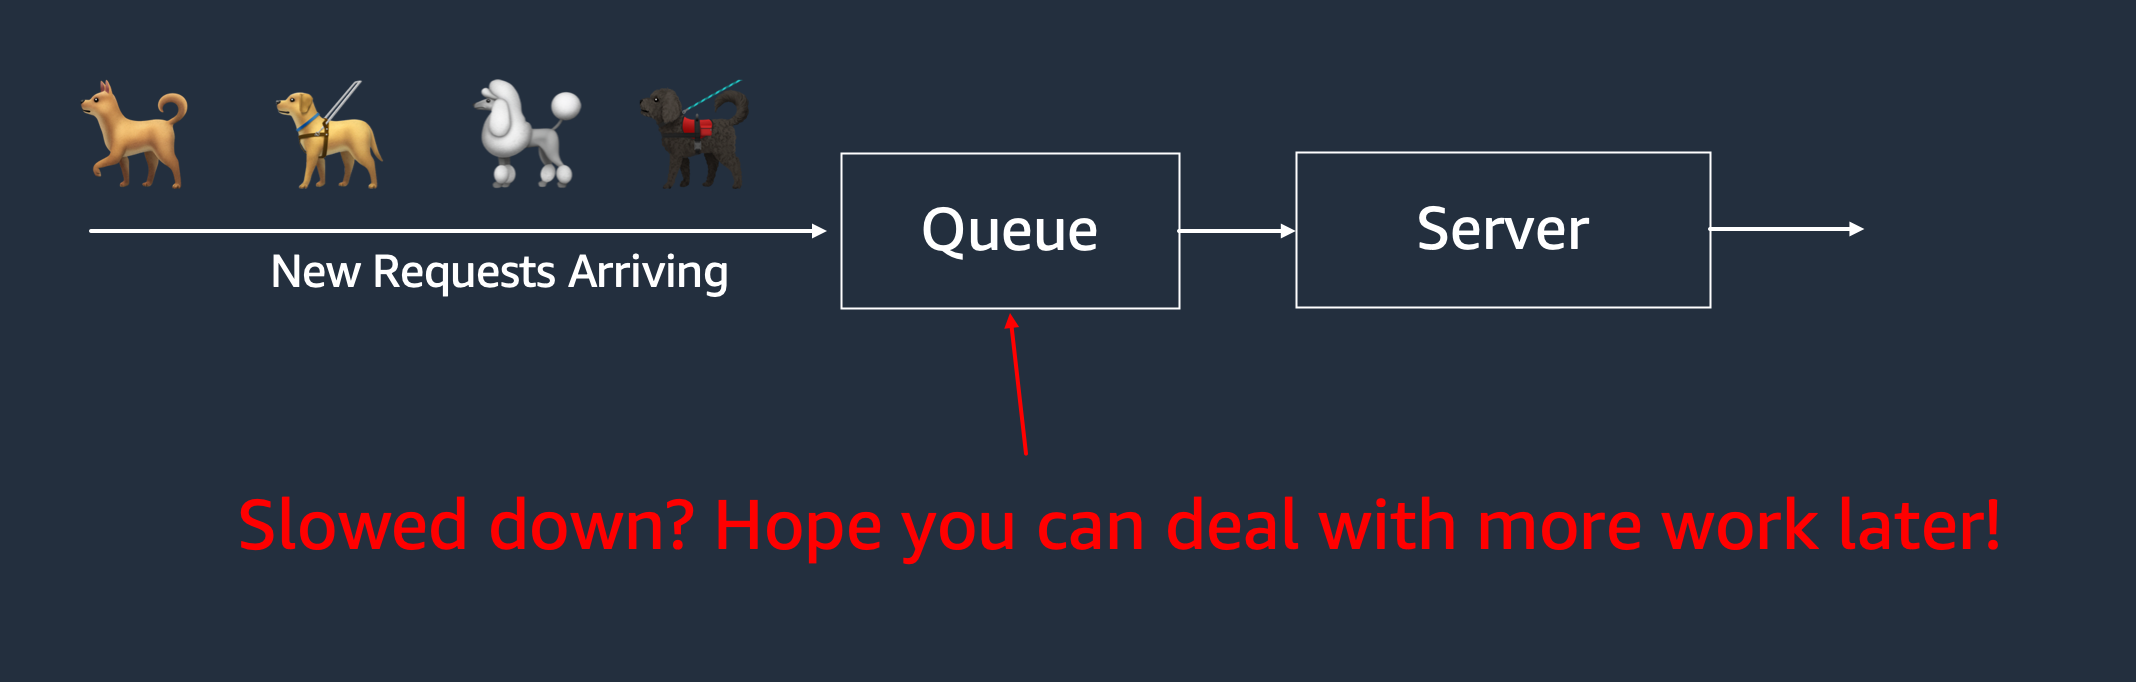 Queue
Server
New Requests Arriving
Slowed down? Hope you can deal with more work later!